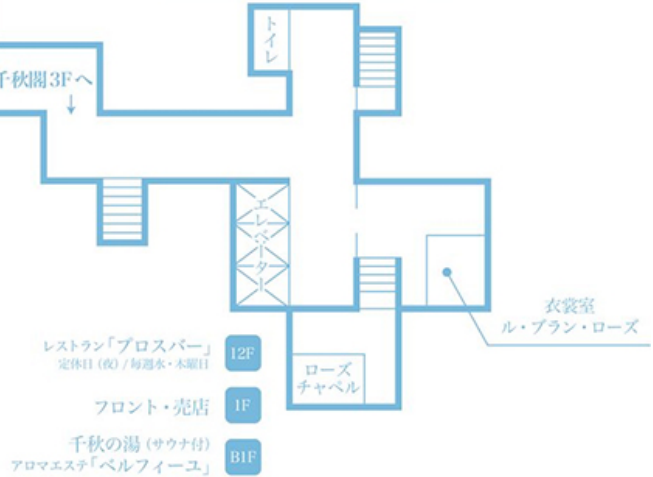 トイレ
千秋閣3Fへ
↓
エレベーター
衣裳室
ル・ブラン・ローズ
ローズ
チャペル
レストラン「プロスバー」 12F
定休日（夜）/毎週水・木曜日
フロント・売店 1F
千秋の湯（サウナ付）
アロマエステ「ベルフィーユ」 B1F